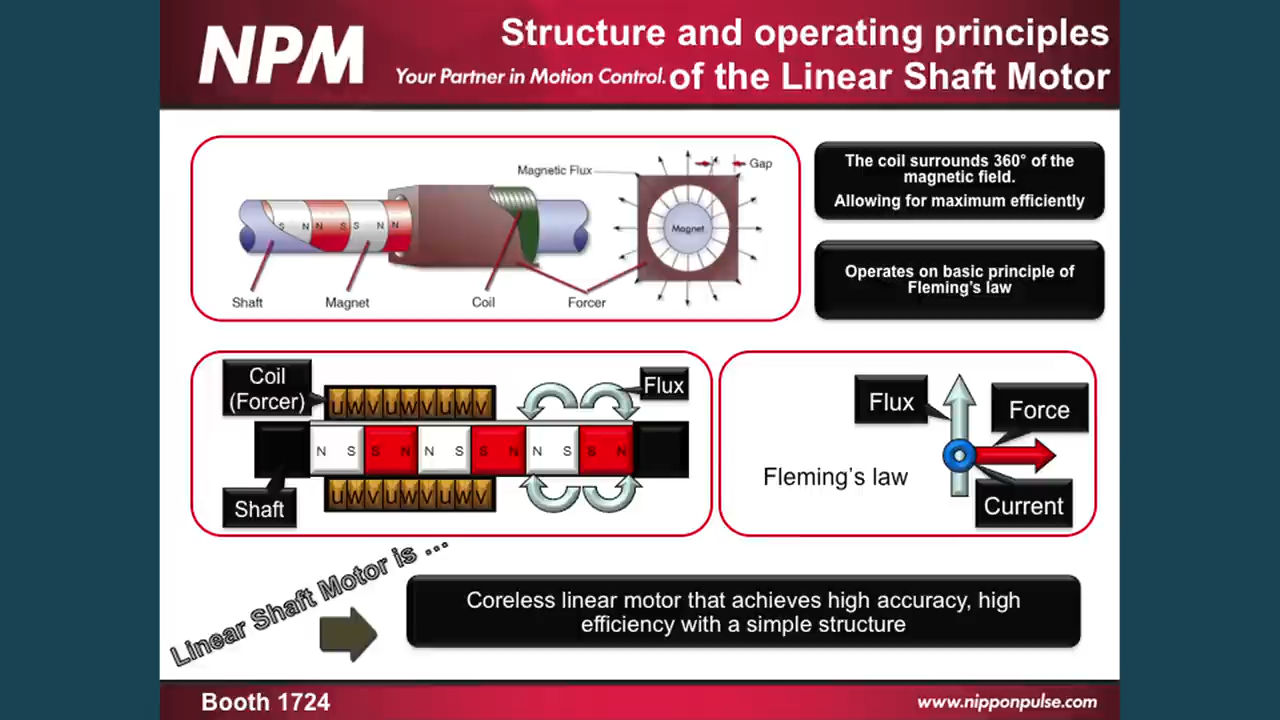 NPM
Your Partner in Motion Control.
Structure and operating principles
of the Linear Shaft Motor
Magnetic Flux
Gap
S N N S S N N
Magnet
Shaft
Magnet
Coil
Forcer
The coil surrounds 360° of the
magnetic field.
Allowing for maximum efficiently
Operates on basic principle of
Fleming's law
Coil
(Forcer)
Flux
U W V U W V U W V
N S S N N S S N N S S N
U W V U W V U W V
Shaft
Flux
Force
Fleming's law
Current
Linear Shaft Motor is ...
Coreless linear motor that achieves high accuracy, high
efficiency with a simple structure
Booth 1724
www.nipponpulse.com